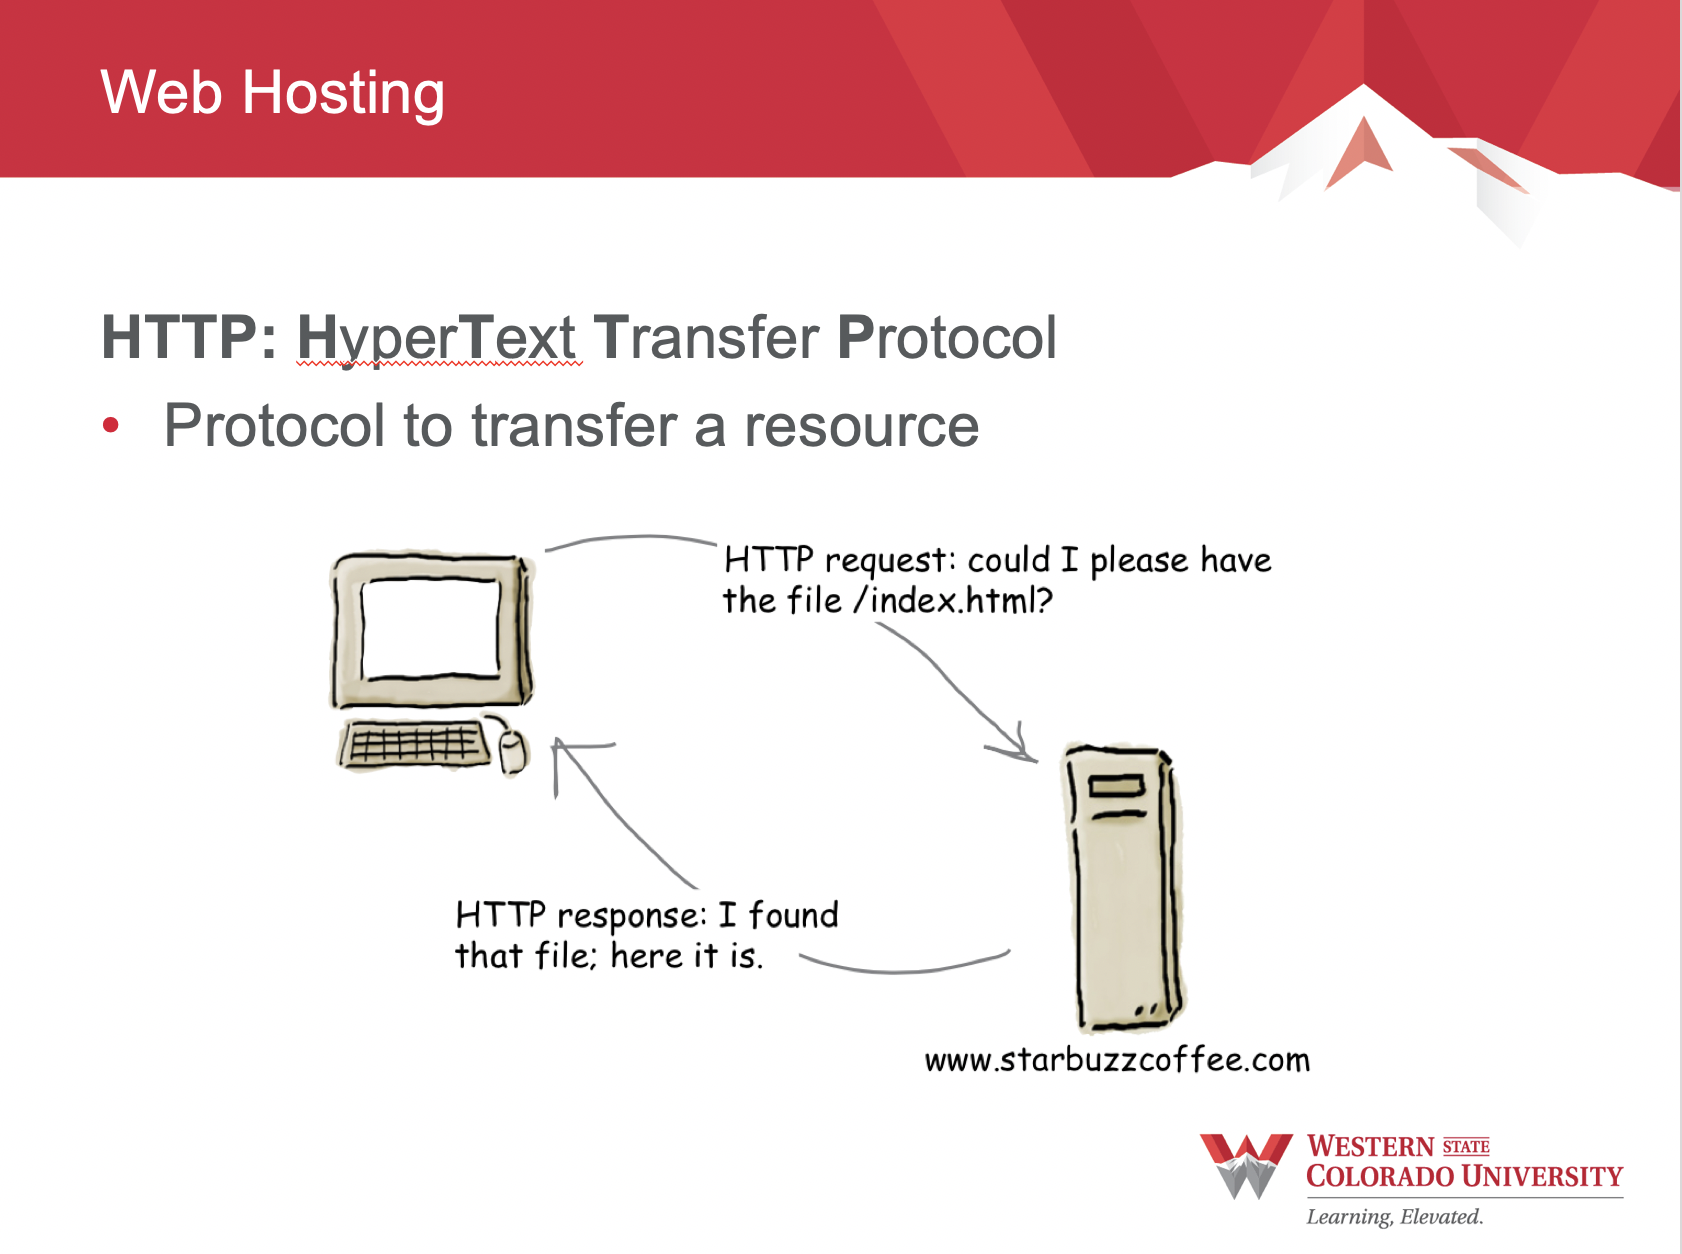 Web Hosting
HTTP: HyperText Transfer Protocol
• Protocol to transfer a resource
HTTP request: could I please have
the file /index.html?
HTTP response: I found
that file; here it is.
www.starbuzzcoffee.com
WESTERN STATE
COLORADO UNIVERSITY
Learning, Elevated.